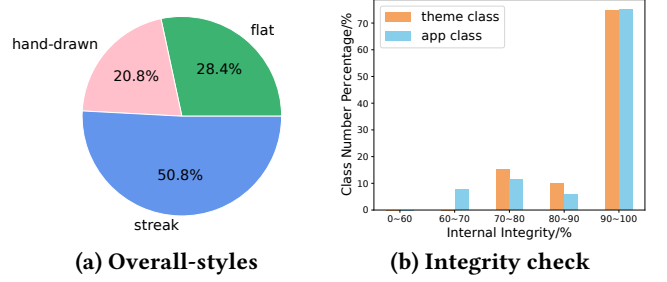 hand-drawn
flat
20.8%
28.4%
50.8%
streak
(a) Overall-styles
Class Number Percentage/%
70
60
50
40
30
20
10
0
theme class
app class
0~60
60~70
70~80
80~90
90~100
Internal Integrity/%
(b) Integrity check